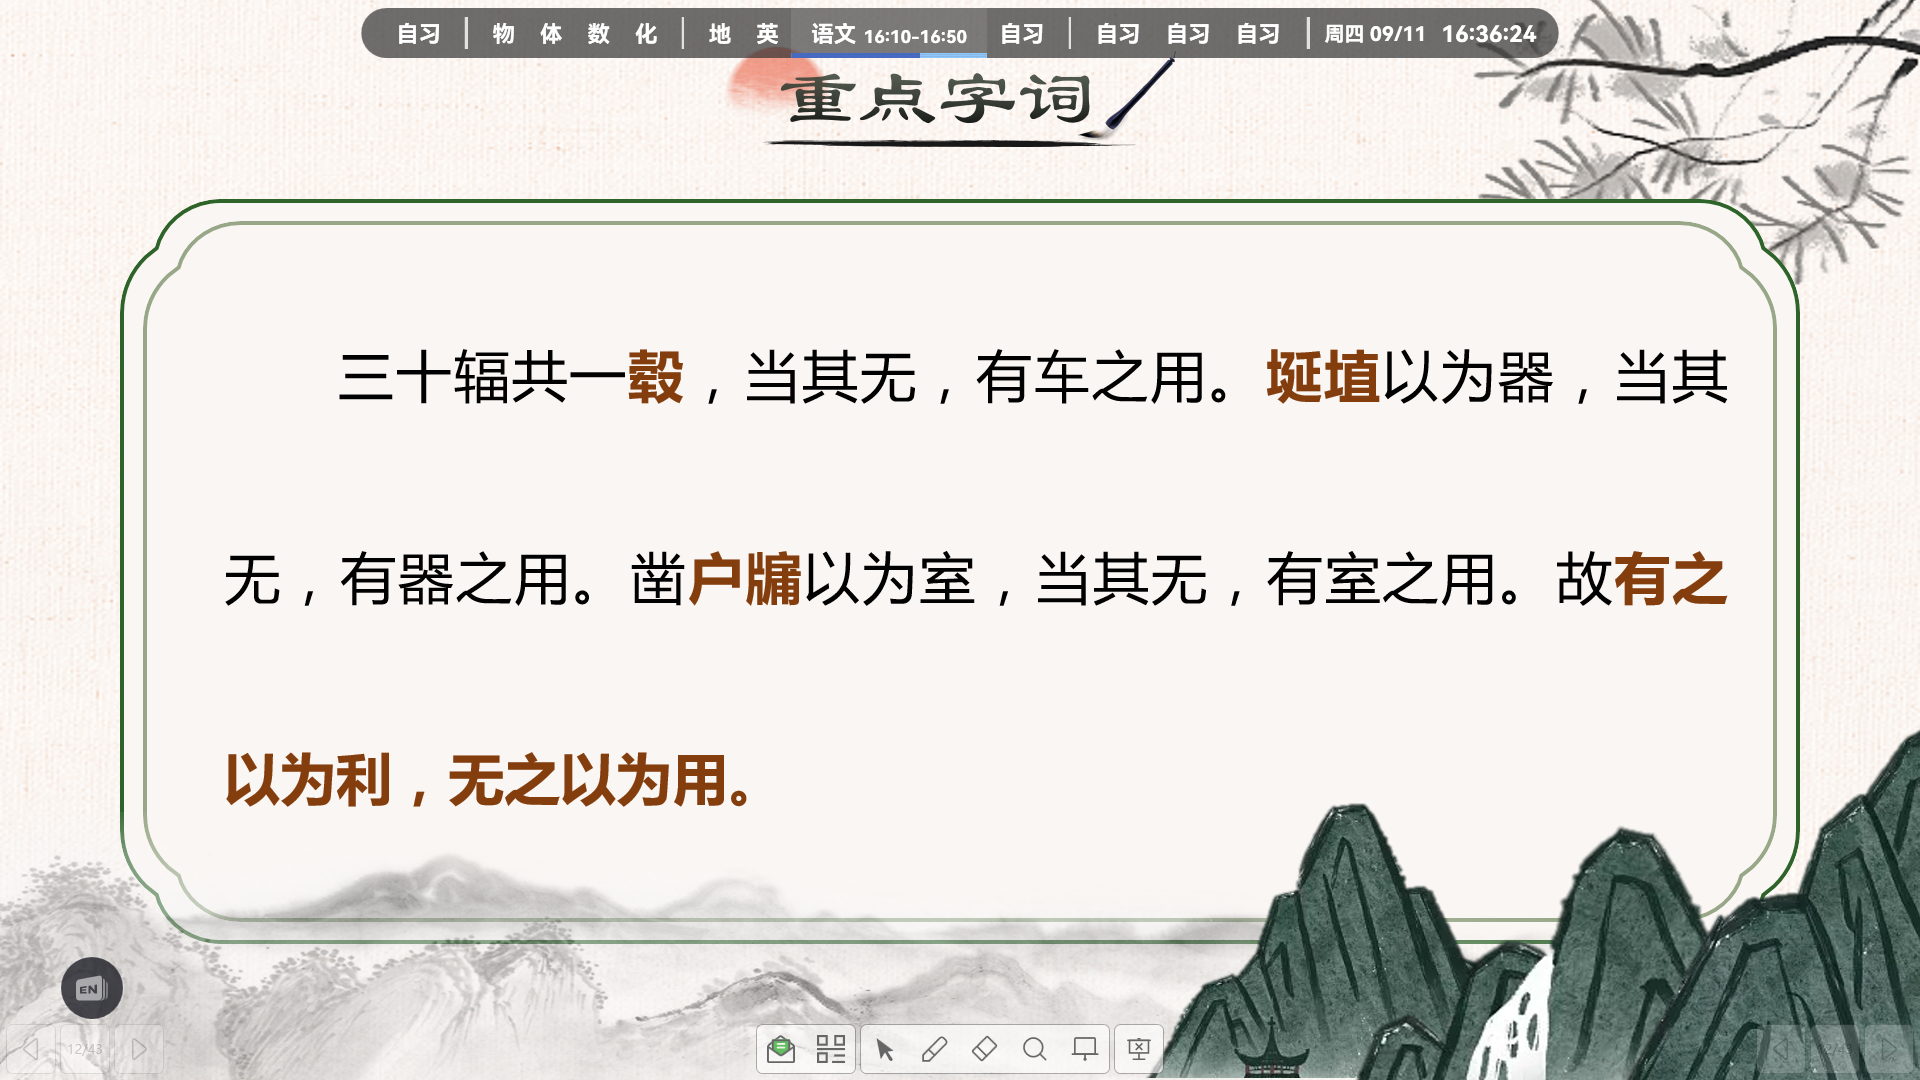 自习 | 物 体 数 化 | 地 英 语文 16:10-16:50 自习 | 自习 自习 自习 | 周四 09/11 16:36:24
重点字词
三十辐共一毂，当其无，有车之用。埏埴以为器，当其
无，有器之用。凿户牖以为室，当其无，有室之用。故有之
以为利，无之以为用。
EN
12/43